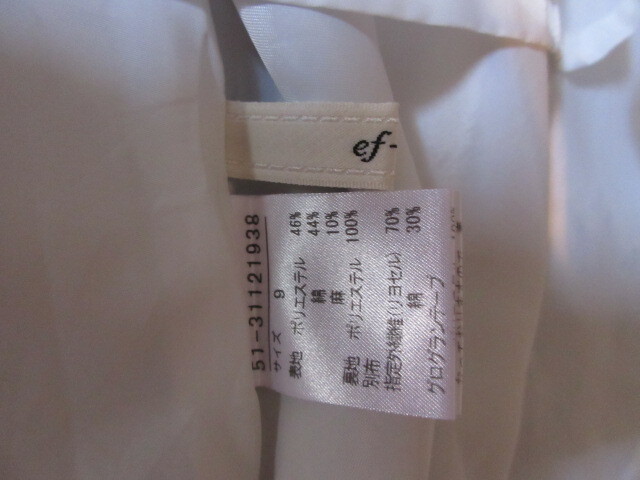 ef-
51-31121938
サイズ 9
表地 ポリエステル 46%
綿 44%
麻 10%
裏地 ポリエステル 100%
別布
指定外繊維(リヨセル) 70%
綿 30%
グログランテープ